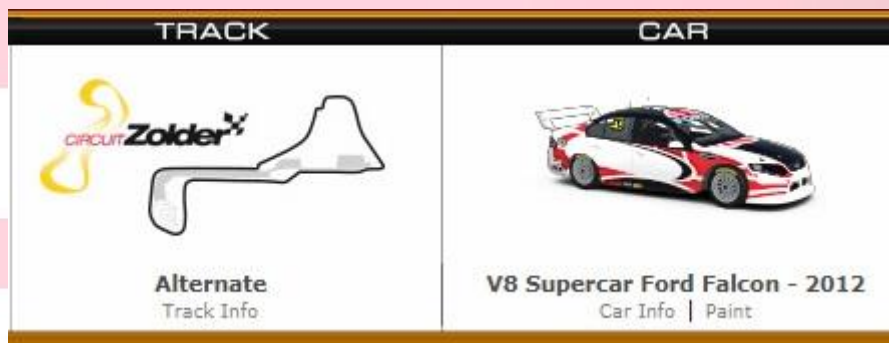 TRACK
CAR
CIRCUIT Zolder
Alternate
V8 Supercar Ford Falcon - 2012
Track Info
Car Info | Paint